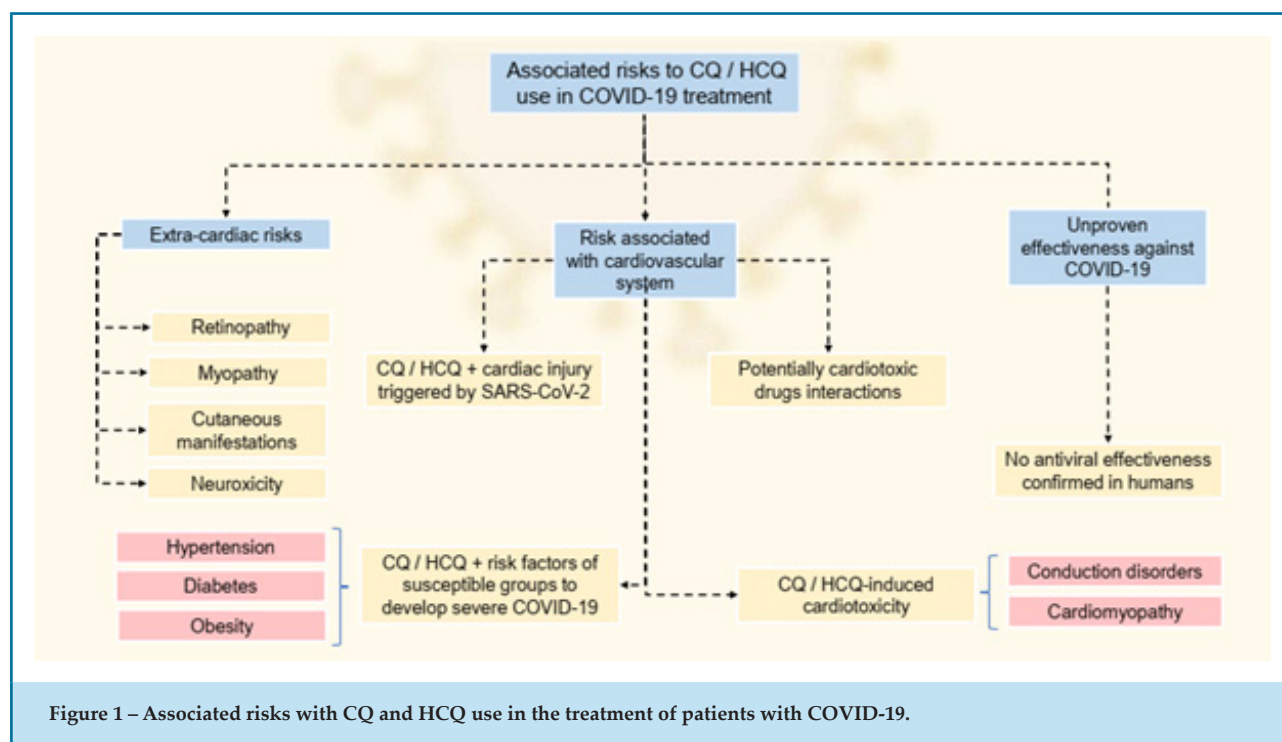 Associated risks to CQ / HCQ
use in COVID-19 treatment
Extra-cardiac risks
Retinopathy
Myopathy
Cutaneous
manifestations
Neuroxicity
Risk associated
with cardiovascular
system
CQ / HCQ + cardiac injury
triggered by SARS-CoV-2
Potentially cardiotoxic
drugs interactions
Unproven
effectiveness against
COVID-19
No antiviral effectiveness
confirmed in humans
Hypertension
Diabetes
Obesity
CQ / HCQ + risk factors of
susceptible groups to
develop severe COVID-19
CQ / HCQ-induced
cardiotoxicity
Conduction disorders
Cardiomyopathy
Figure 1 – Associated risks with CQ and HCQ use in the treatment of patients with COVID-19.